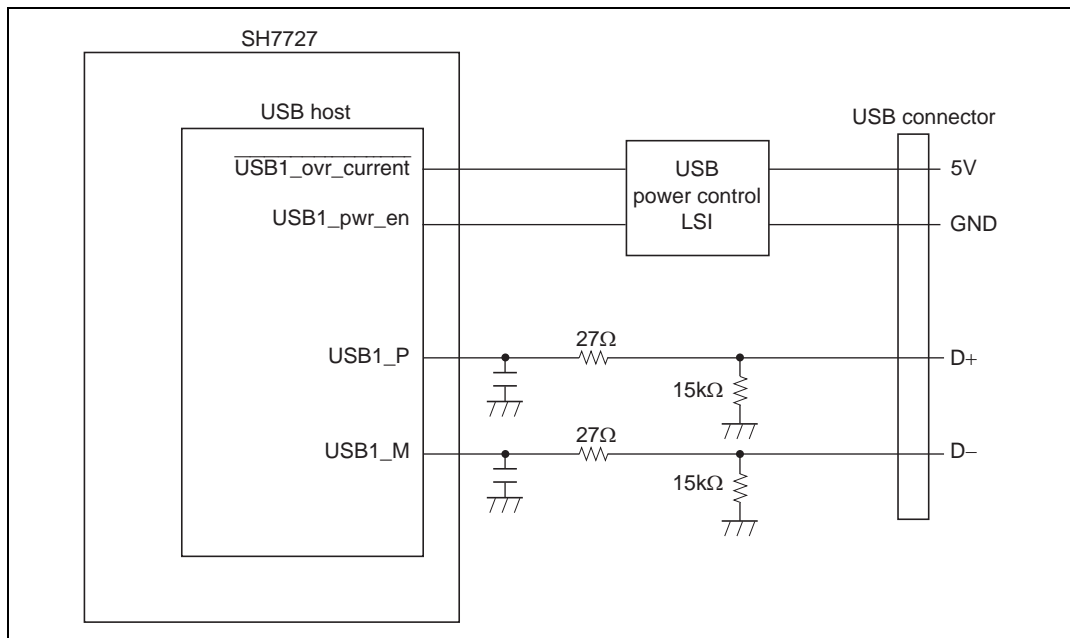 SH7727
USB host
USB connector
USB1_ovr_current
USB
power control
LSI
5V
USB1_pwr_en
GND
27Ω
USB1_P
D+
15kΩ
27Ω
USB1_M
D−
15kΩ